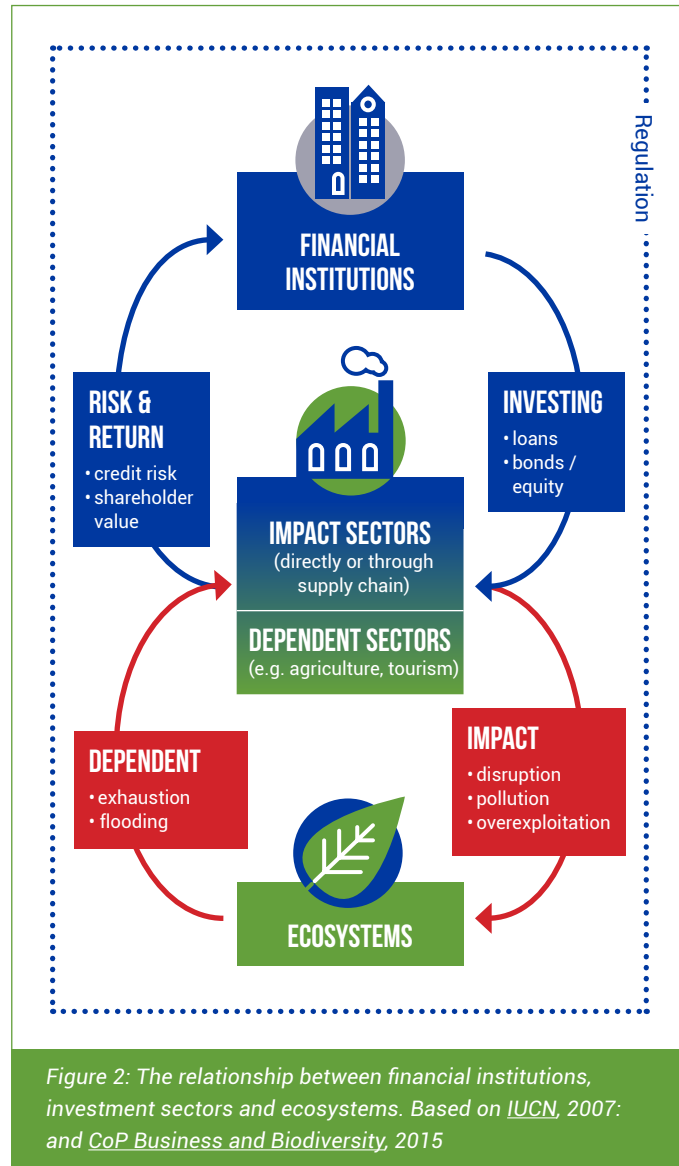 Regulation
FINANCIAL
INSTITUTIONS
RISK &
RETURN
• credit risk
• shareholder
value
INVESTING
• loans
• bonds /
equity
IMPACT SECTORS
(directly or through
supply chain)
DEPENDENT SECTORS
(e.g. agriculture, tourism)
DEPENDENT
• exhaustion
• flooding
IMPACT
• disruption
• pollution
• overexploitation
ECOSYSTEMS
Figure 2: The relationship between financial institutions,
investment sectors and ecosystems. Based on IUCN, 2007:
and CoP Business and Biodiversity, 2015